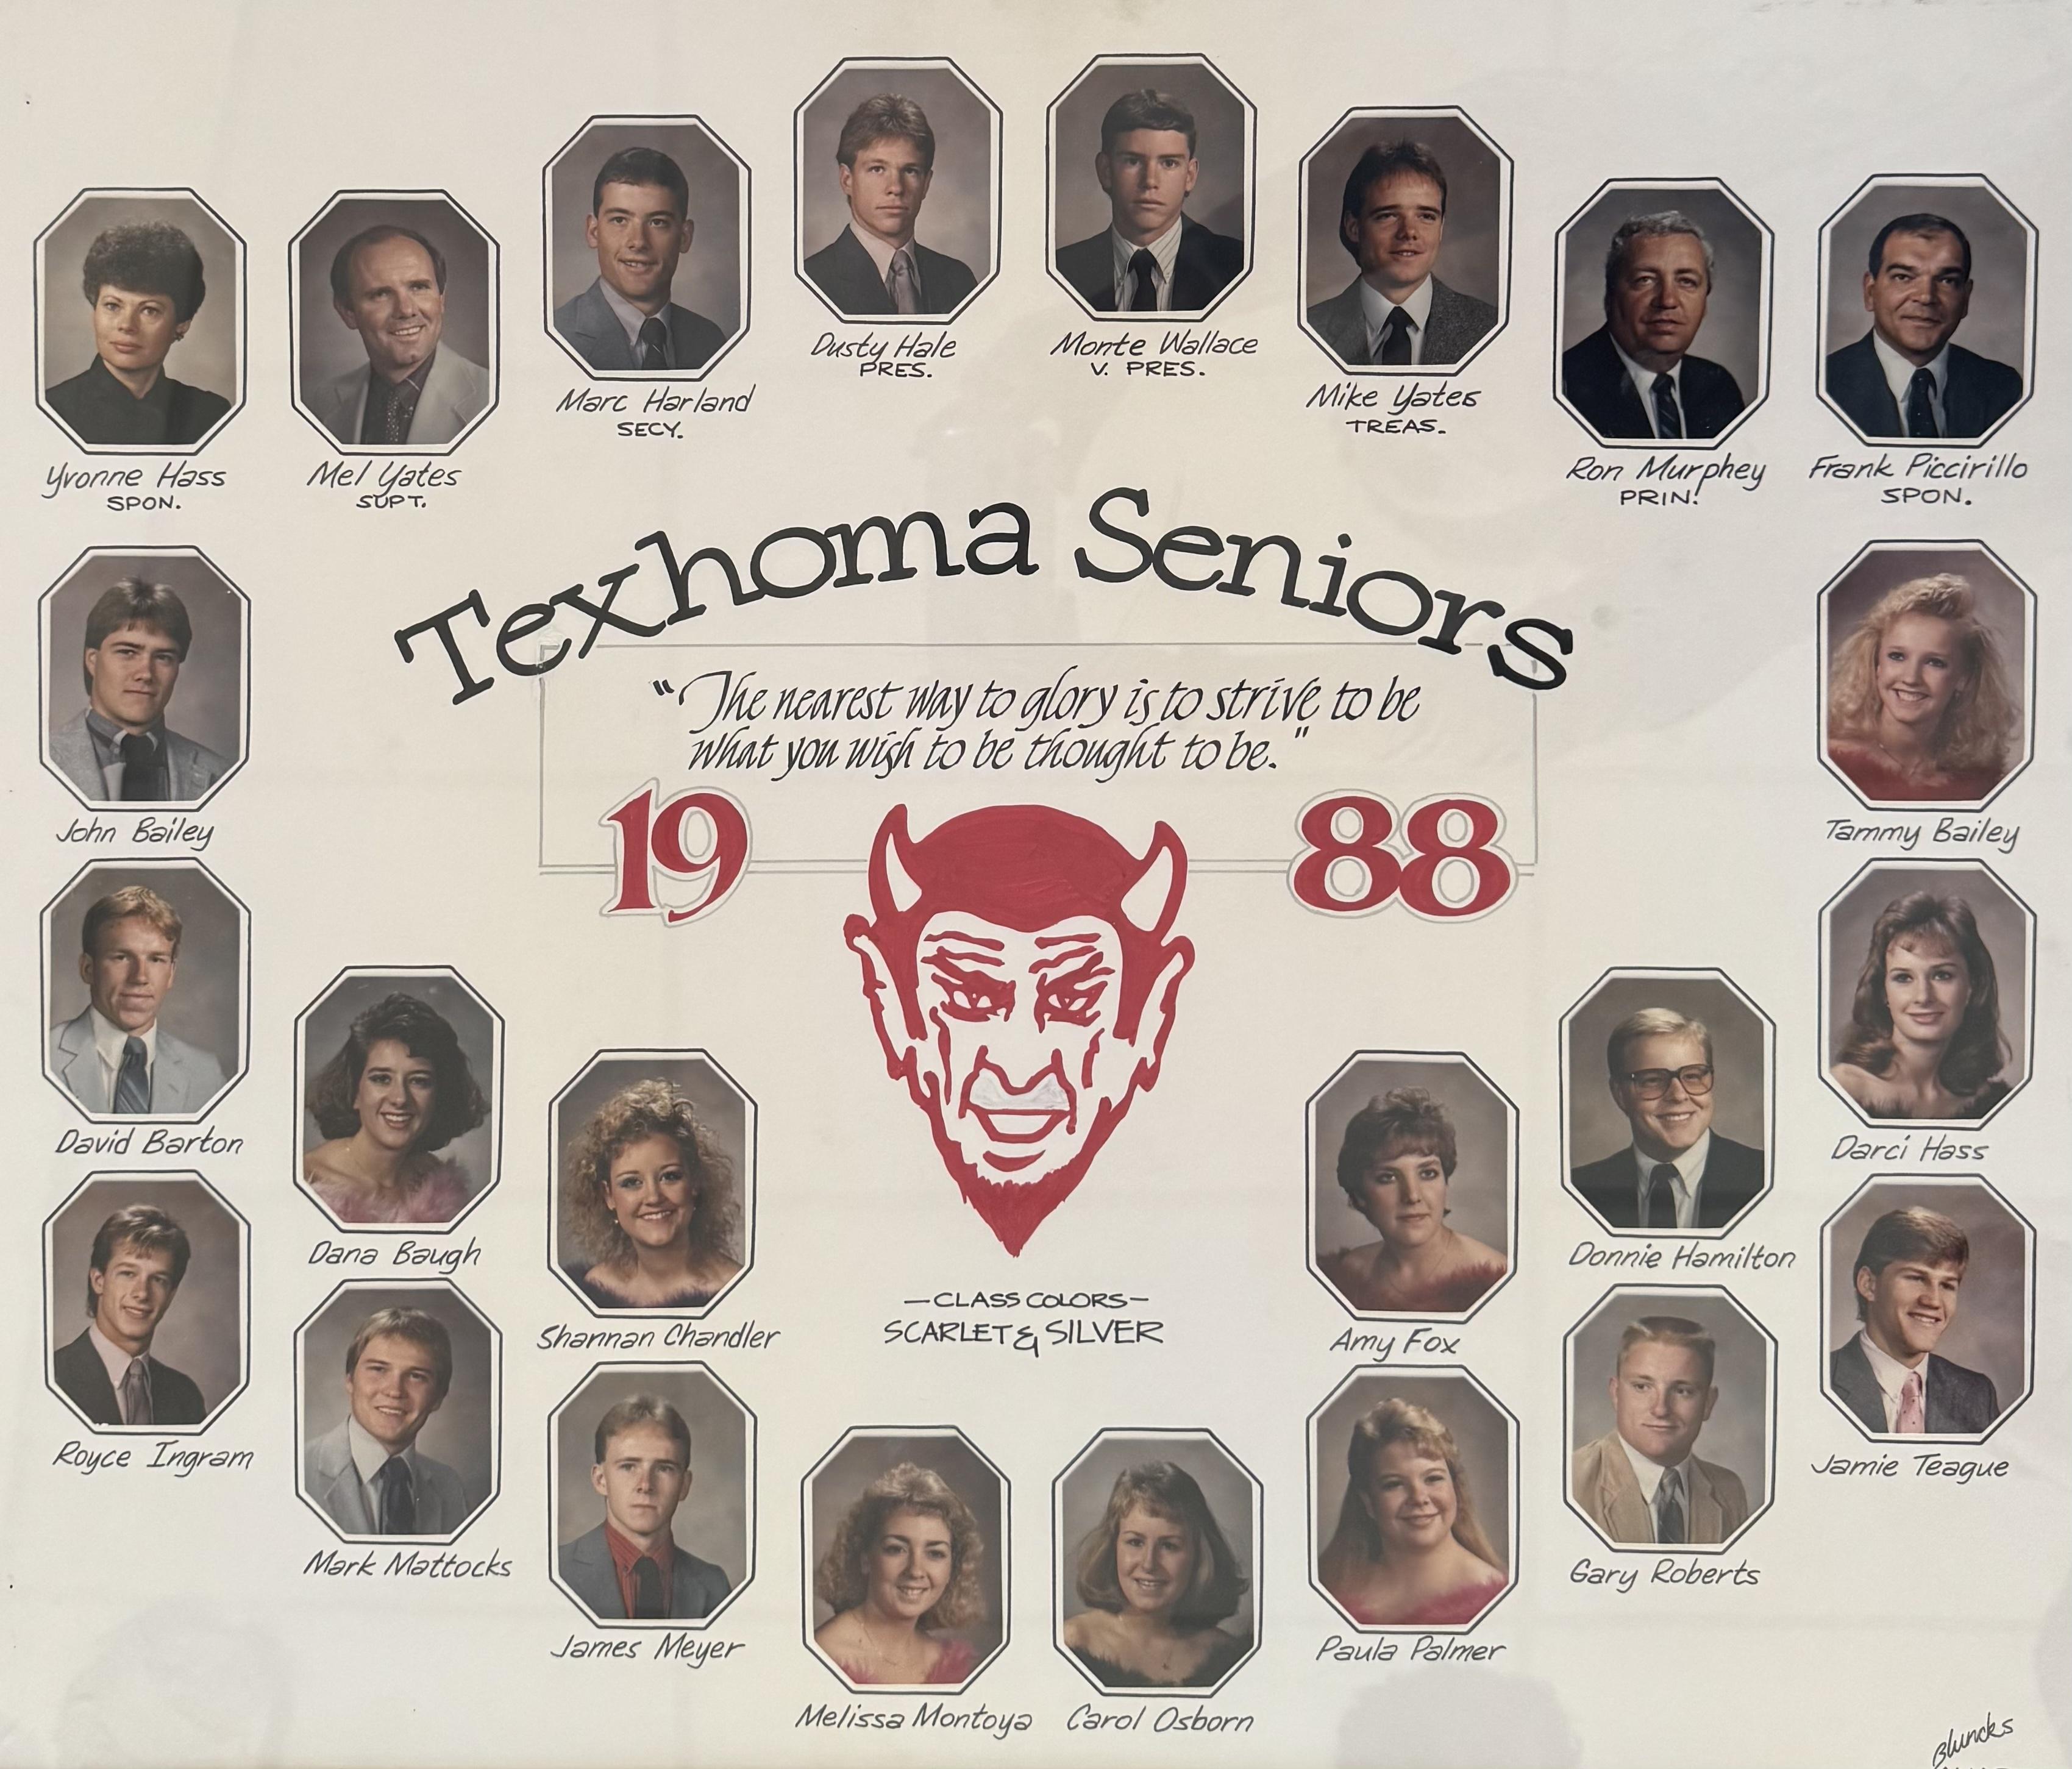 Dusty Hale
PRES.
Monte Wallace
V. PRES.
Marc Harland
SECY.
Mike Yates
TREAS.
Yvonne Hass
SPON.
Mel Yates
SUPT.
Ron Murphey
PRIN.
Frank Piccirillo
SPON.
Texhoma Seniors
"The nearest way to glory is to strive to be
what you wish to be thought to be."
19 88
John Bailey
Tammy Bailey
David Barton
Darci Hass
Dana Baugh
Donnie Hamilton
Shannan Chandler
Amy Fox
—CLASS COLORS—
SCARLET & SILVER
Royce Ingram
Jamie Teague
Mark Mattocks
Gary Roberts
James Meyer
Paula Palmer
Melissa Montoya
Carol Osborn
Bluncks